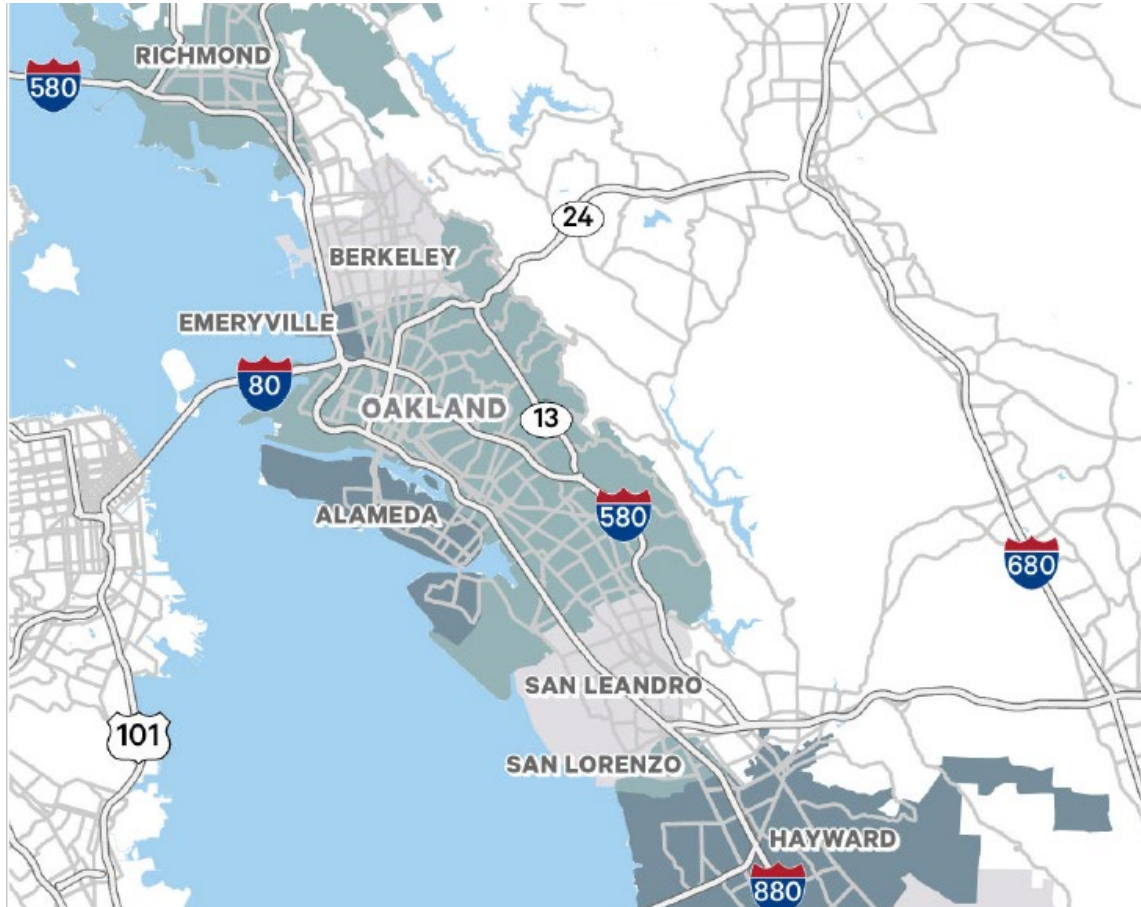 RICHMOND
580
24
BERKELEY
EMERYVILLE
80
OAKLAND
13
ALAMEDA
580
680
SAN LEANDRO
101
SAN LORENZO
HAYWARD
880